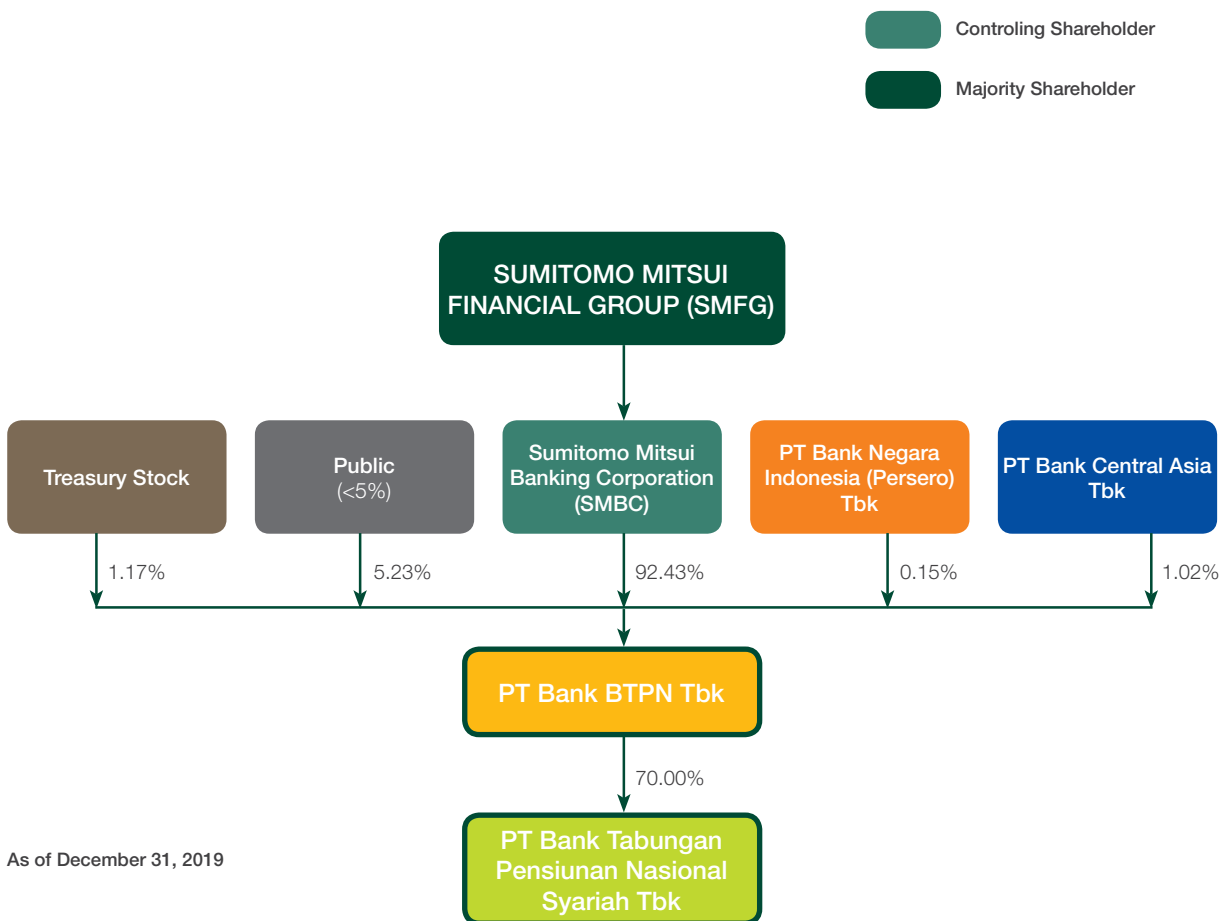 Controling Shareholder
Majority Shareholder
SUMITOMO MITSUI
FINANCIAL GROUP (SMFG)
Treasury Stock
Public
(<5%)
Sumitomo Mitsui
Banking Corporation
(SMBC)
PT Bank Negara
Indonesia (Persero)
Tbk
PT Bank Central Asia
Tbk
1.17%
5.23%
92.43%
0.15%
1.02%
PT Bank BTPN Tbk
70.00%
PT Bank Tabungan
Pensiunan Nasional
Syariah Tbk
As of December 31, 2019